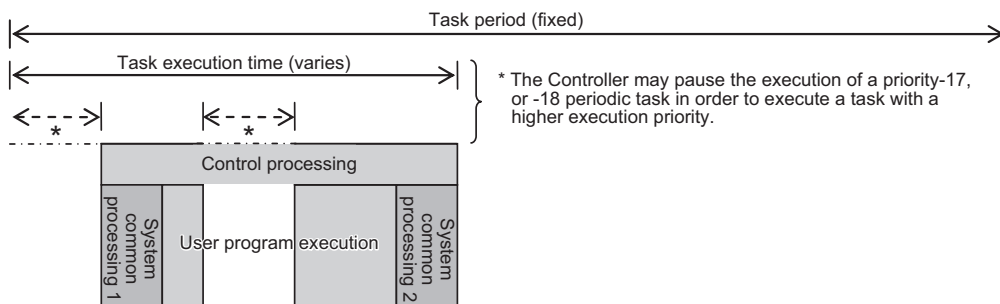 Task period (fixed)
Task execution time (varies)
* The Controller may pause the execution of a priority-17,
or -18 periodic task in order to execute a task with a
higher execution priority.
*
*
Control processing
System
common
processing 1
User program execution
System
common
processing 2